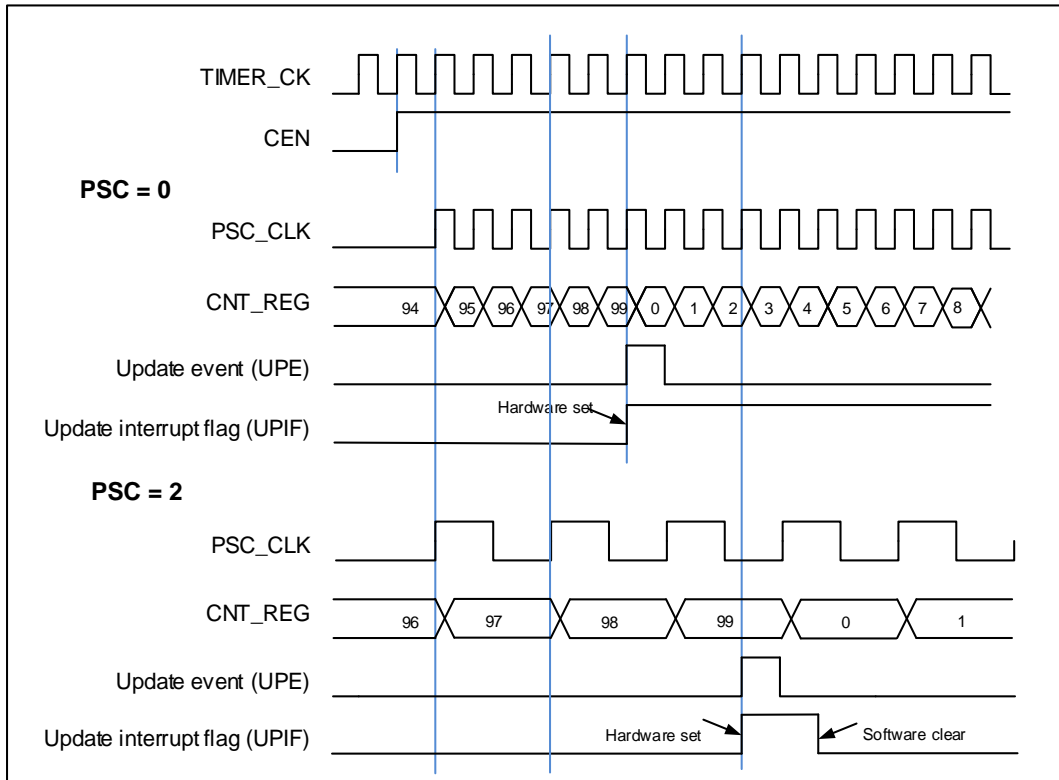 TIMER_CK
CEN
PSC = 0
PSC_CLK
CNT_REG 94 95 96 97 98 99 0 1 2 3 4 5 6 7 8
Update event (UPE)
Hardware set
Update interrupt flag (UPIF)
PSC = 2
PSC_CLK
CNT_REG 96 97 98 99 0 1
Update event (UPE)
Update interrupt flag (UPIF) Hardware set Software clear